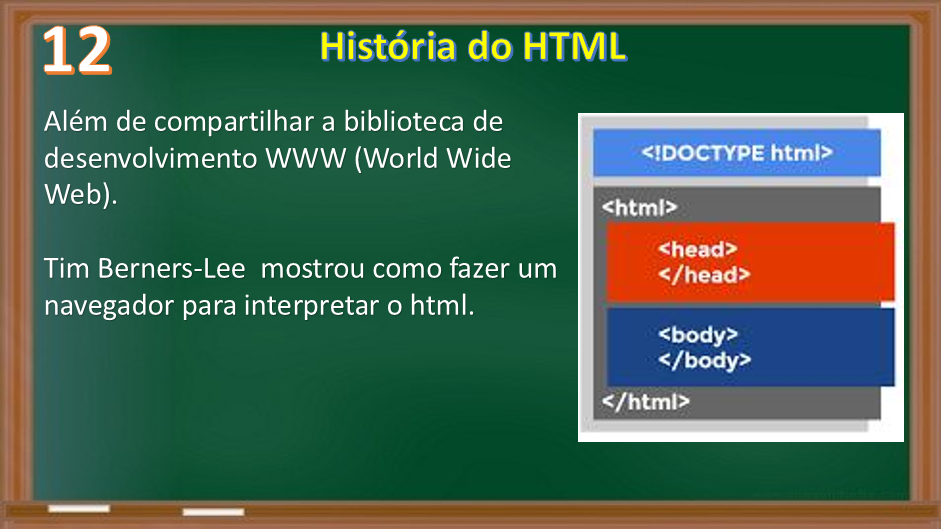 12
História do HTML
Além de compartilhar a biblioteca de
desenvolvimento WWW (World Wide
Web).
Tim Berners-Lee  mostrou como fazer um
navegador para interpretar o html.
<!DOCTYPE html>
<html>
<head>
</head>
<body>
</body>
</html>